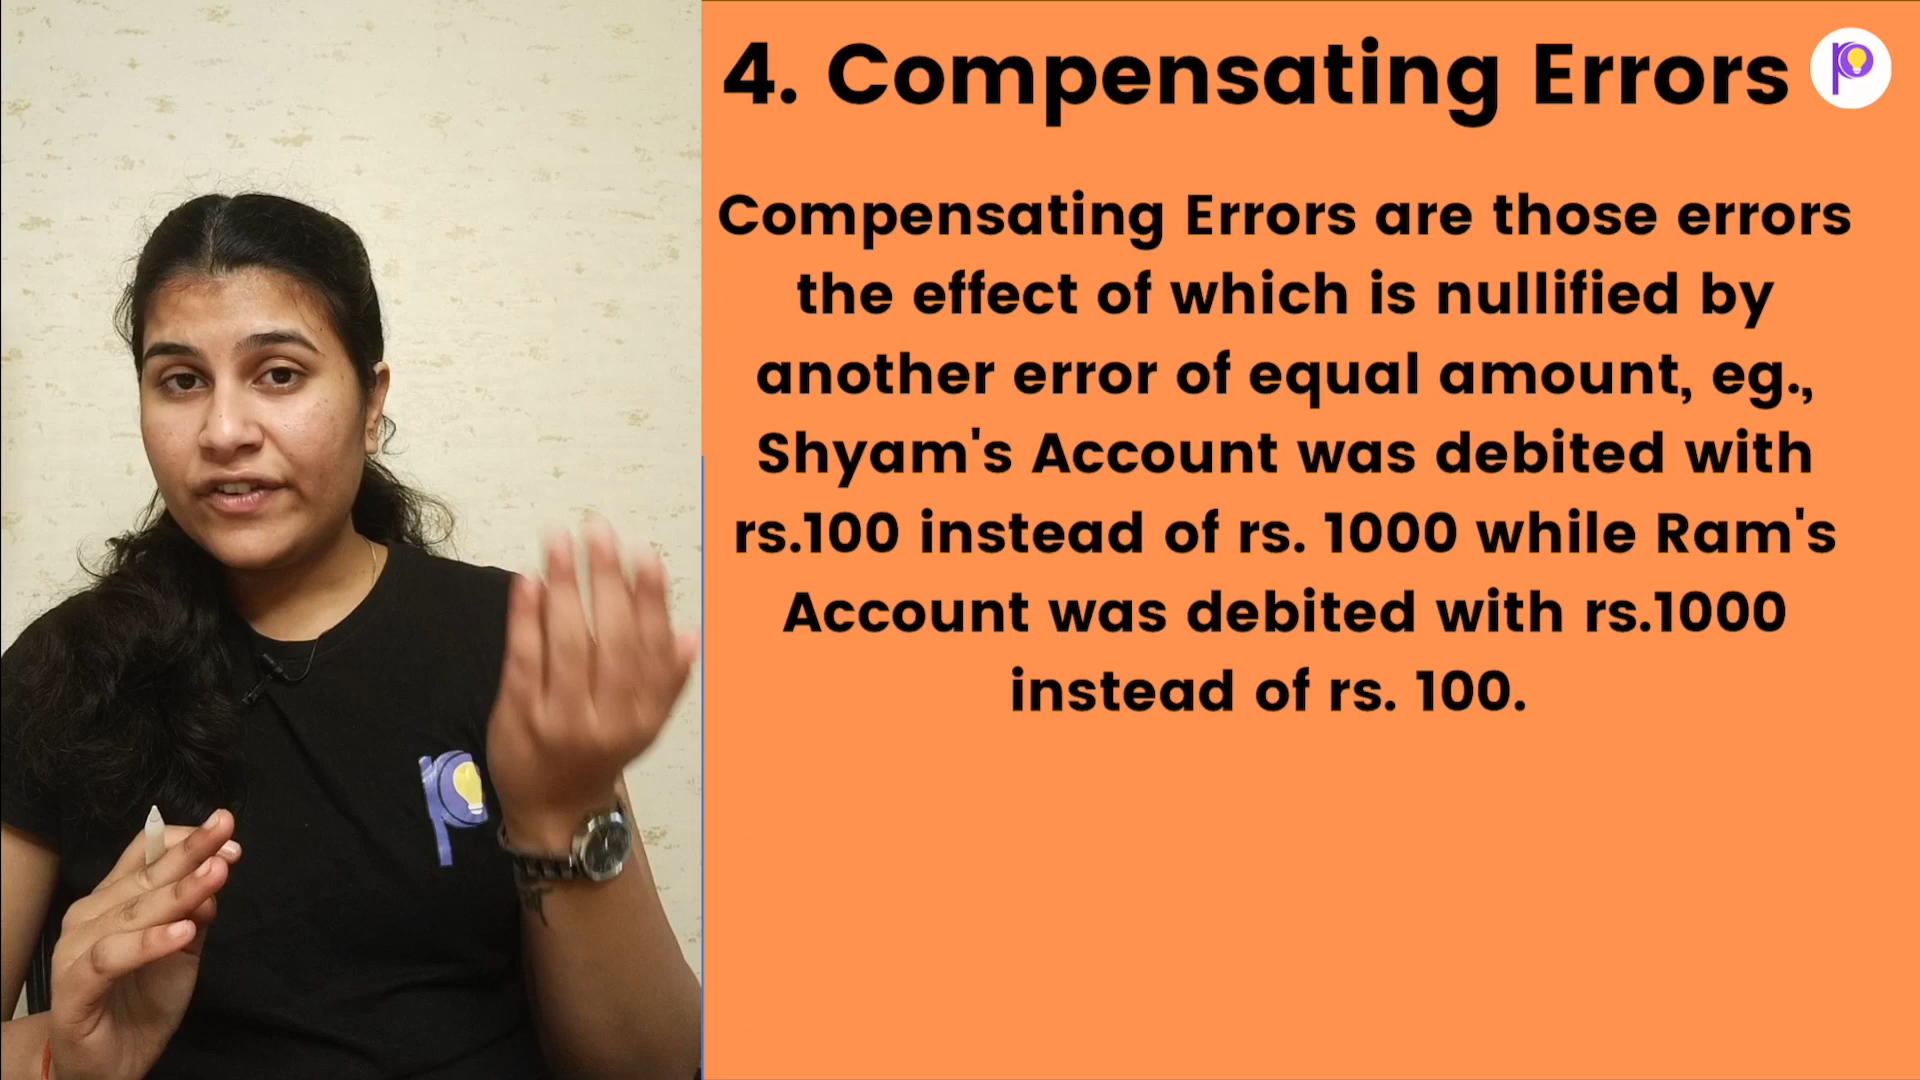 4. Compensating Errors
Compensating Errors are those errors
the effect of which is nullified by
another error of equal amount, eg.,
Shyam's Account was debited with
rs.100 instead of rs. 1000 while Ram's
Account was debited with rs.1000
instead of rs. 100.